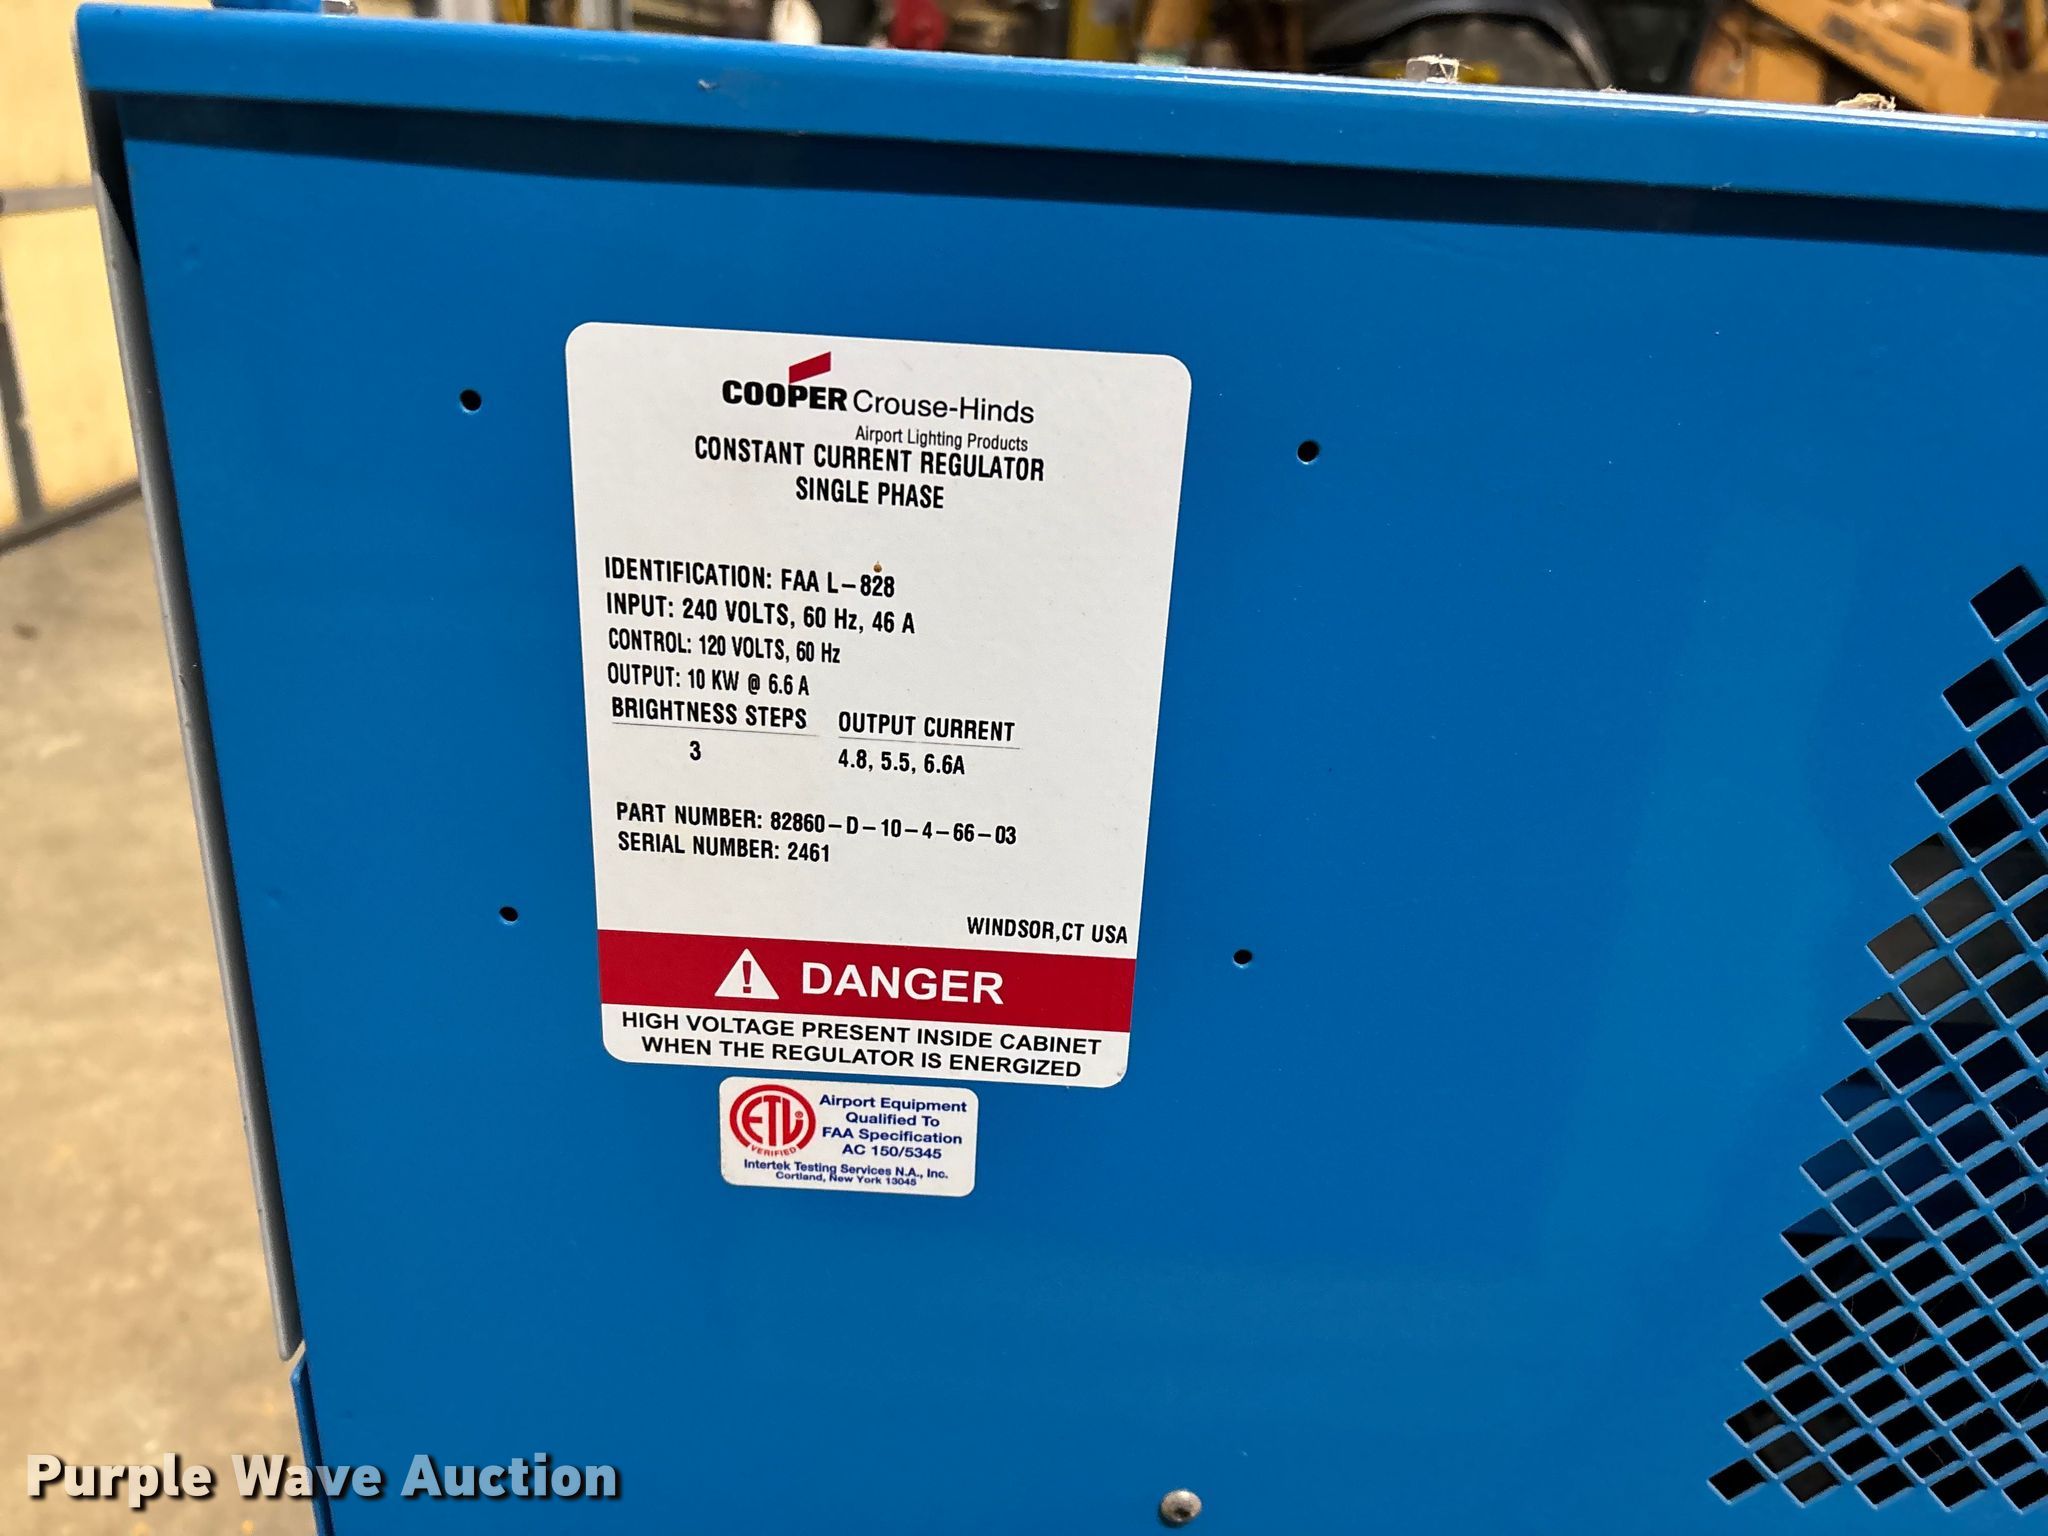 COOPER Crouse-Hinds
Airport Lighting Products
CONSTANT CURRENT REGULATOR
SINGLE PHASE
IDENTIFICATION: FAA L-828
INPUT: 240 VOLTS, 60 Hz, 46 A
CONTROL: 120 VOLTS, 60 Hz
OUTPUT: 10 KW @ 6.6 A
BRIGHTNESS STEPS OUTPUT CURRENT
3 4.8, 5.5, 6.6A
PART NUMBER: 82860-D-10-4-66-03
SERIAL NUMBER: 2461
WINDSOR,CT USA
DANGER
HIGH VOLTAGE PRESENT INSIDE CABINET
WHEN THE REGULATOR IS ENERGIZED
ETL®
VERIFIED
Airport Equipment
Qualified To
FAA Specification
AC 150/5345
Intertek Testing Services N.A., Inc.
Cortland, New York 13045
Purple Wave Auction